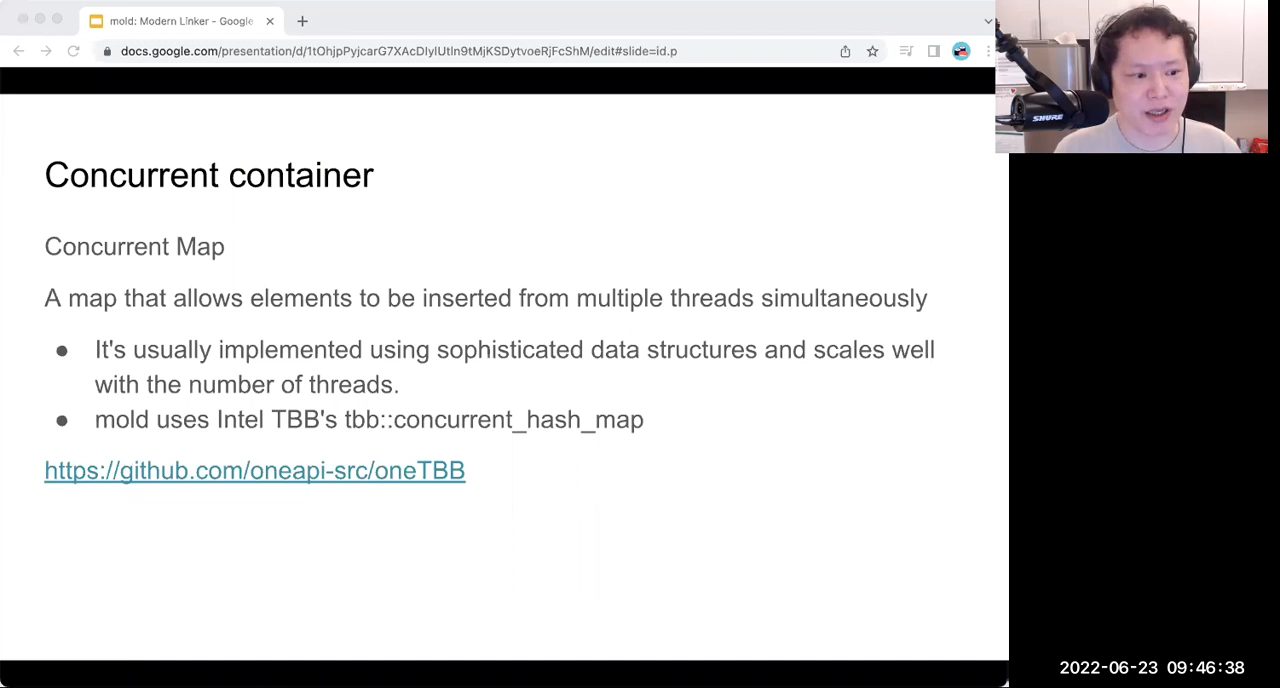 mold: Modern Linker - Google
docs.google.com/presentation/d/1tOhjpPyjcarG7XAcDIyIUtIn9tMjKSDytvoeRjFcShM/edit#slide=id.p
SHURE
Concurrent container
Concurrent Map
A map that allows elements to be inserted from multiple threads simultaneously
● It's usually implemented using sophisticated data structures and scales well
with the number of threads.
● mold uses Intel TBB's tbb::concurrent_hash_map
https://github.com/oneapi-src/oneTBB
2022-06-23 09:46:38